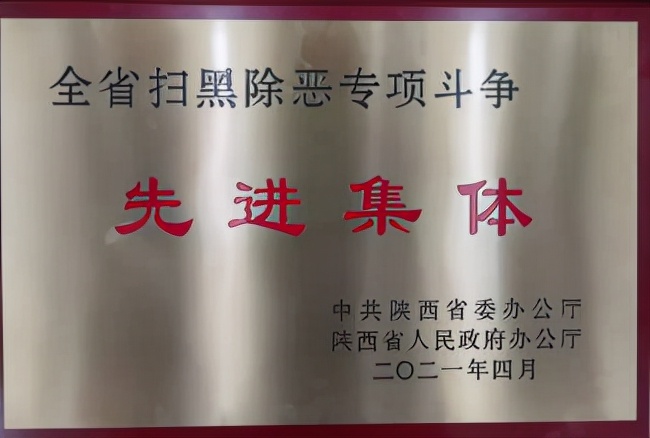 全省扫黑除恶专项斗争
先进集体
中共陕西省委办公厅
陕西省人民政府办公厅
二〇二一年四月